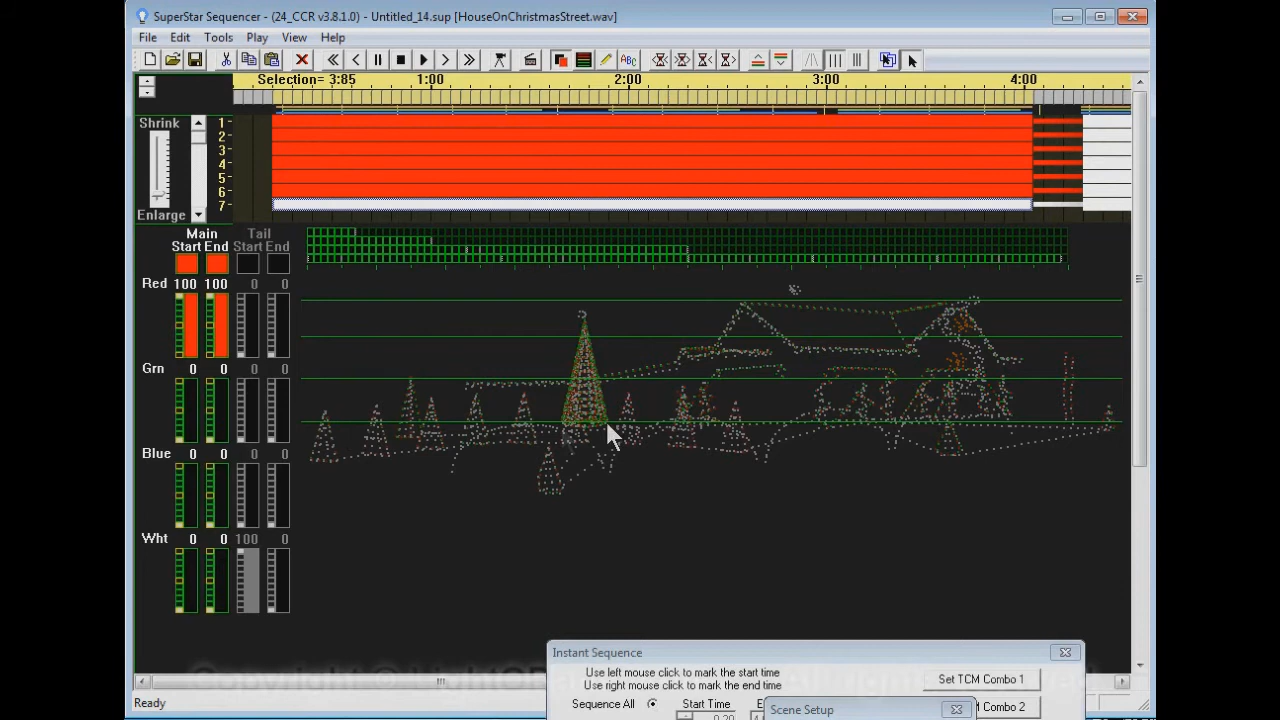 SuperStar Sequencer - (24_CCR v3.8.1.0) - Untitled_14.sup [HouseOnChristmasStreet.wav]
File Edit Tools Play View Help
ABC
Selection= 3:85 1:00 2:00 3:00 4:00
Shrink
1
2
3
4
5
6
7
Enlarge
Main Tail
Start End Start End
Red 100 100 0 0
Grn 0 0 0 0
Blue 0 0 0 0
Wht 0 0 100 0
Instant Sequence
Use left mouse click to mark the start time
Use right mouse click to mark the end time
Set TCM Combo 1
Sequence All Start Time
0.20
Scene Setup
Combo 2
Ready